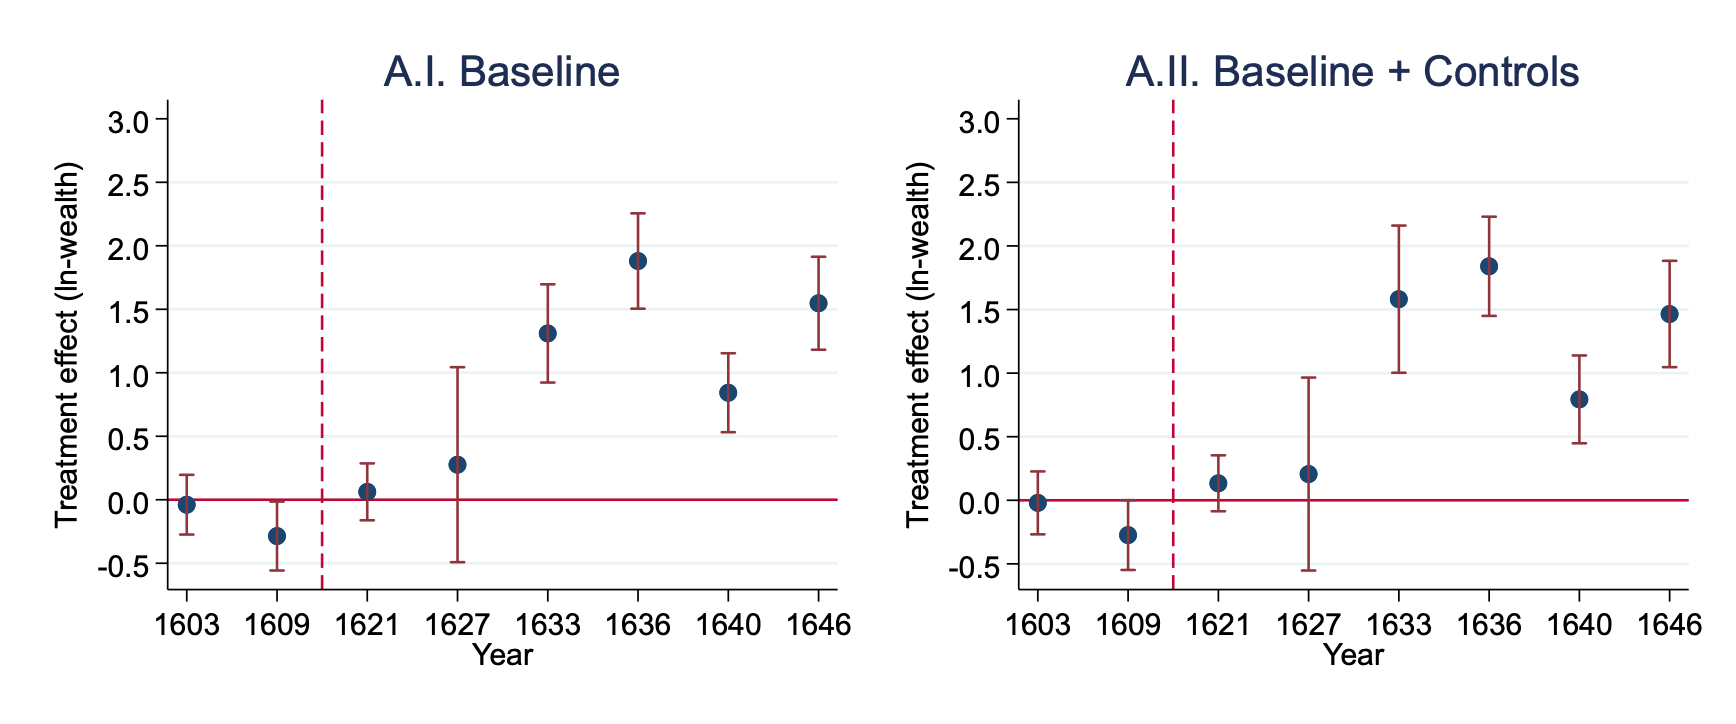 A.I. Baseline
3.0
2.5
2.0
1.5
1.0
0.5
0.0
-0.5
Treatment effect (ln-wealth)
1603 1609 1621 1627 1633 1636 1640 1646
Year
A.II. Baseline + Controls
3.0
2.5
2.0
1.5
1.0
0.5
0.0
-0.5
Treatment effect (ln-wealth)
1603 1609 1621 1627 1633 1636 1640 1646
Year